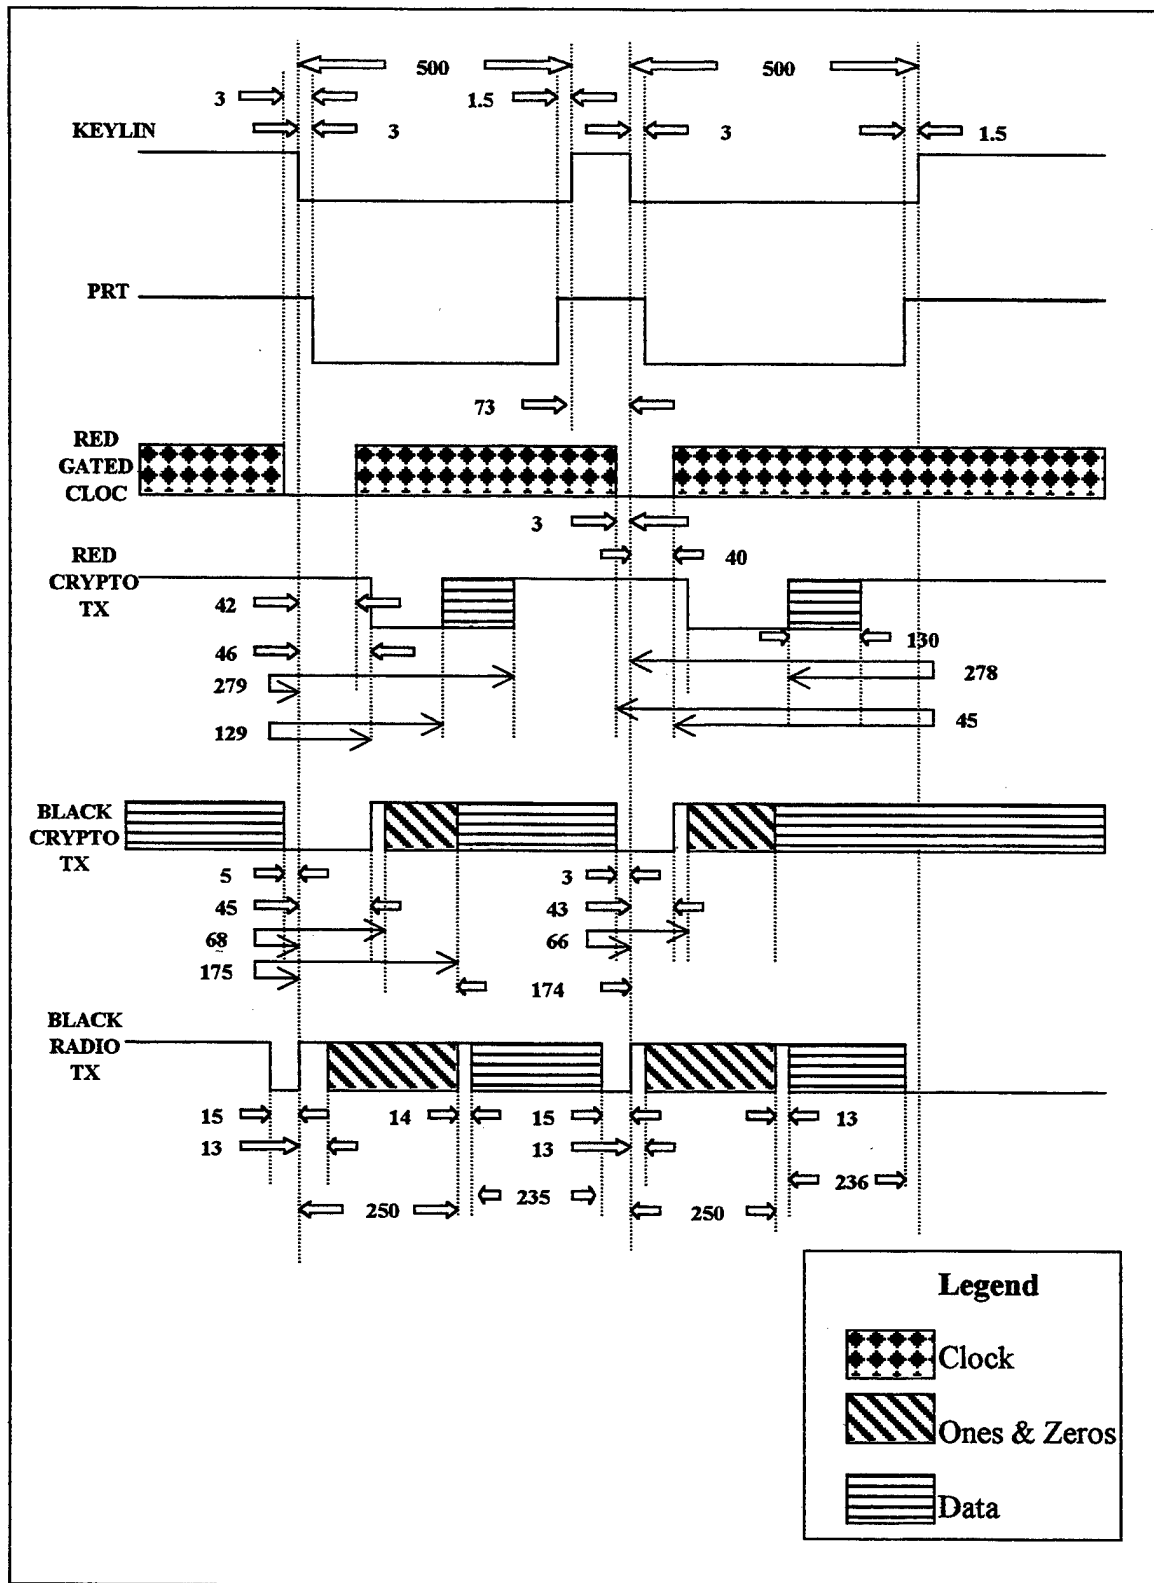 500 500
3 1.5
KEYLIN 3 3 1.5
PRT
73
RED
GATED
CLOC
3
RED
CRYPTO
TX
40
42
130
46
279 278
129 45
BLACK
CRYPTO
TX
5 3
45 43
68 66
175
174
BLACK
RADIO
TX
15 14 15 13
13 13
235 236
250 250
Legend
Clock
Ones & Zeros
Data